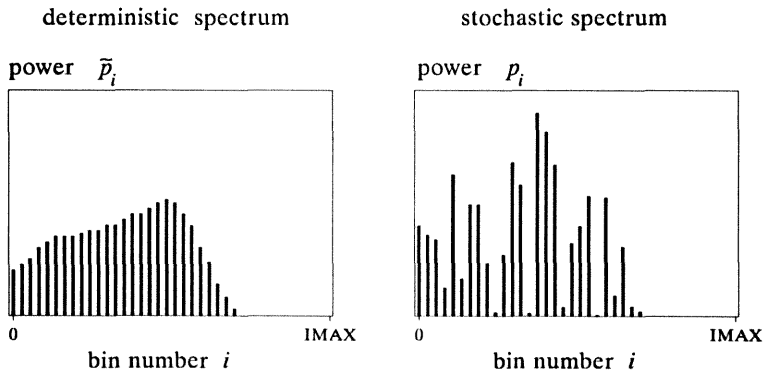 deterministic spectrum
power p̃ᵢ
0 IMAX
bin number i
stochastic spectrum
power pᵢ
0 IMAX
bin number i